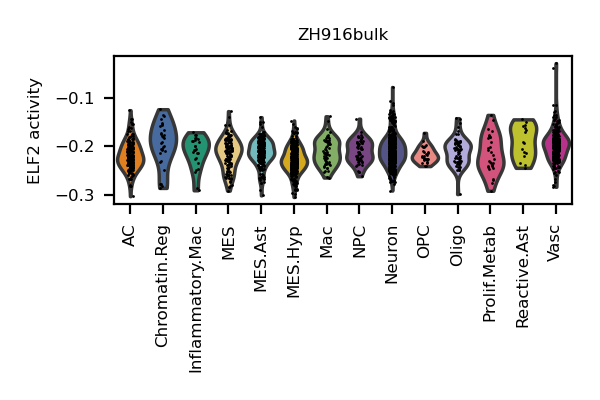 ZH916bulk
ELF2 activity
−0.1
−0.2
−0.3
AC
Chromatin.Reg
Inflammatory.Mac
MES
MES.Ast
MES.Hyp
Mac
NPC
Neuron
OPC
Oligo
Prolif.Metab
Reactive.Ast
Vasc